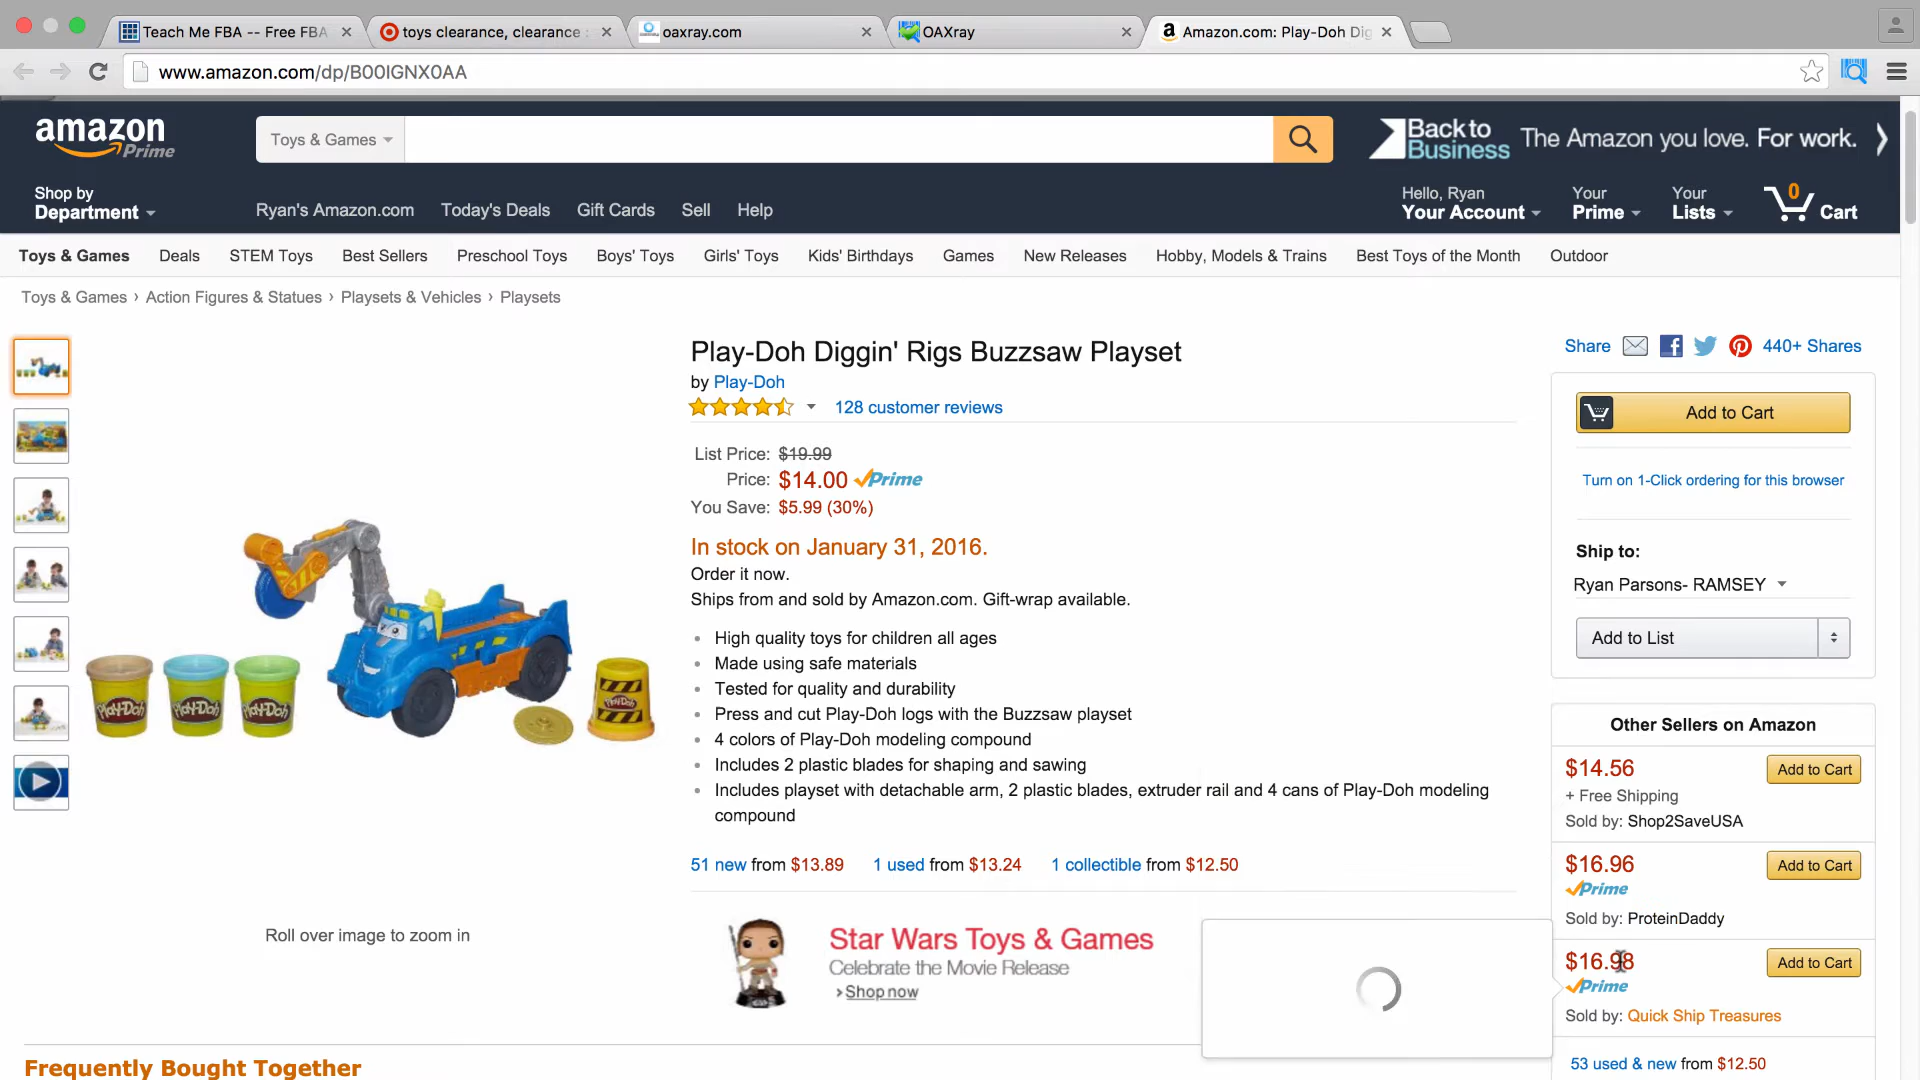 Teach Me FBA -- Free FBA
toys clearance, clearance
oaxray.com
OAXray
Amazon.com: Play-Doh Dig
www.amazon.com/dp/B00IGNX0AA
amazon
Prime
Toys & Games
Back to
Business
The Amazon you love. For work.
Shop by
Department
Ryan's Amazon.com
Today's Deals
Gift Cards
Sell
Help
Hello, Ryan
Your Account
Your
Prime
Your
Lists
0
Cart
Toys & Games
Deals
STEM Toys
Best Sellers
Preschool Toys
Boys' Toys
Girls' Toys
Kids' Birthdays
Games
New Releases
Hobby, Models & Trains
Best Toys of the Month
Outdoor
Toys & Games › Action Figures & Statues › Playsets & Vehicles › Playsets
Play-Doh Diggin' Rigs Buzzsaw Playset
by Play-Doh
128 customer reviews
List Price: $19.99
Price: $14.00 Prime
You Save: $5.99 (30%)
In stock on January 31, 2016.
Order it now.
Ships from and sold by Amazon.com. Gift-wrap available.
• High quality toys for children all ages
• Made using safe materials
• Tested for quality and durability
• Press and cut Play-Doh logs with the Buzzsaw playset
• 4 colors of Play-Doh modeling compound
• Includes 2 plastic blades for shaping and sawing
• Includes playset with detachable arm, 2 plastic blades, extruder rail and 4 cans of Play-Doh modeling
compound
51 new from $13.89
1 used from $13.24
1 collectible from $12.50
Play-Doh
Play-Doh
Play-Doh
Play-Doh
Roll over image to zoom in
Star Wars Toys & Games
Celebrate the Movie Release
›Shop now
Share
440+ Shares
Add to Cart
Turn on 1-Click ordering for this browser
Ship to:
Ryan Parsons- RAMSEY
Add to List
Other Sellers on Amazon
$14.56
Add to Cart
+ Free Shipping
Sold by: Shop2SaveUSA
$16.96
Add to Cart
Prime
Sold by: ProteinDaddy
$16.98
Add to Cart
Prime
Sold by: Quick Ship Treasures
53 used & new from $12.50
Frequently Bought Together